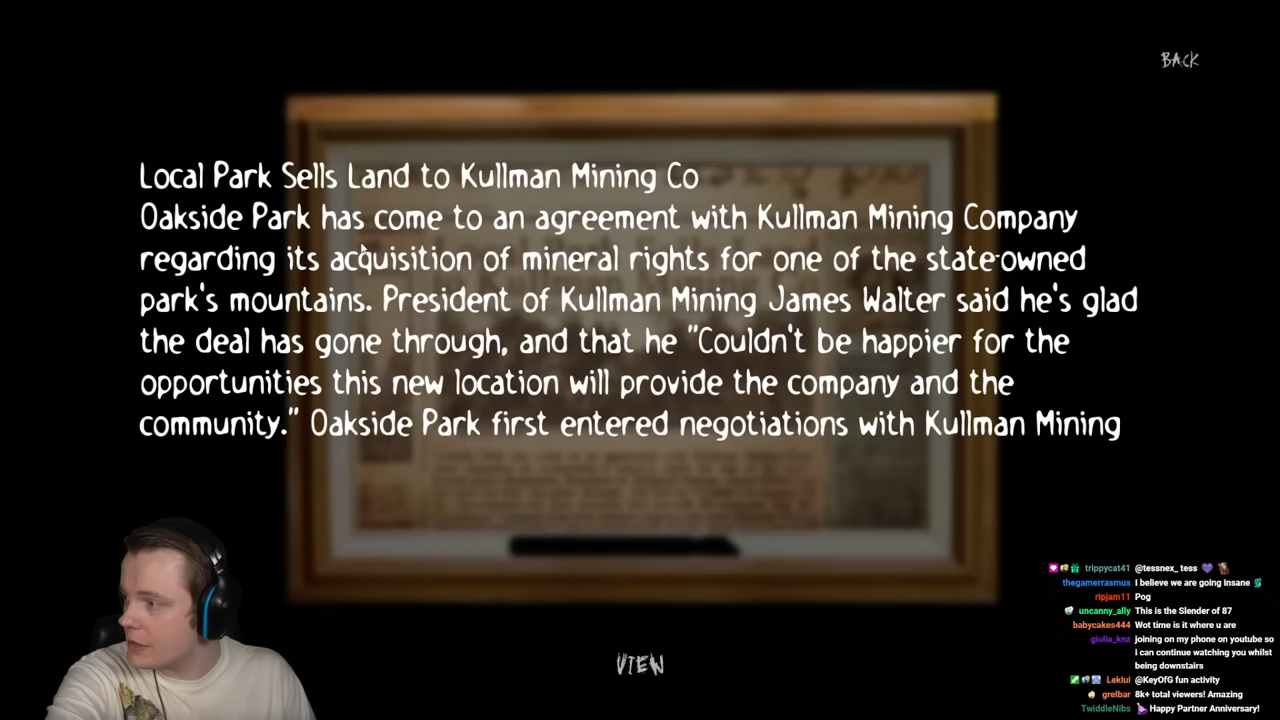 BACK
Local Park Sells Land to Kullman Mining Co
Oakside Park has come to an agreement with Kullman Mining Company
regarding its acquisition of mineral rights for one of the state-owned
park's mountains. President of Kullman Mining James Walter said he's glad
the deal has gone through, and that he "Couldn't be happier for the
opportunities this new location will provide the company and the
community." Oakside Park first entered negotiations with Kullman Mining
VIEW
trippycat41 @tessnex_ tess
thegamerrasmus I believe we are going insane
ripjam11 Pog
uncanny_ally This is the Slender of 87
babycakes444 Wot time is it where u are
giulia_knz joining on my phone on youtube so
i can continue watching you whilst
being downstairs
Leklui @KeyOfG fun activity
grelbar 8k+ total viewers! Amazing
TwiddleNibs Happy Partner Anniversary!